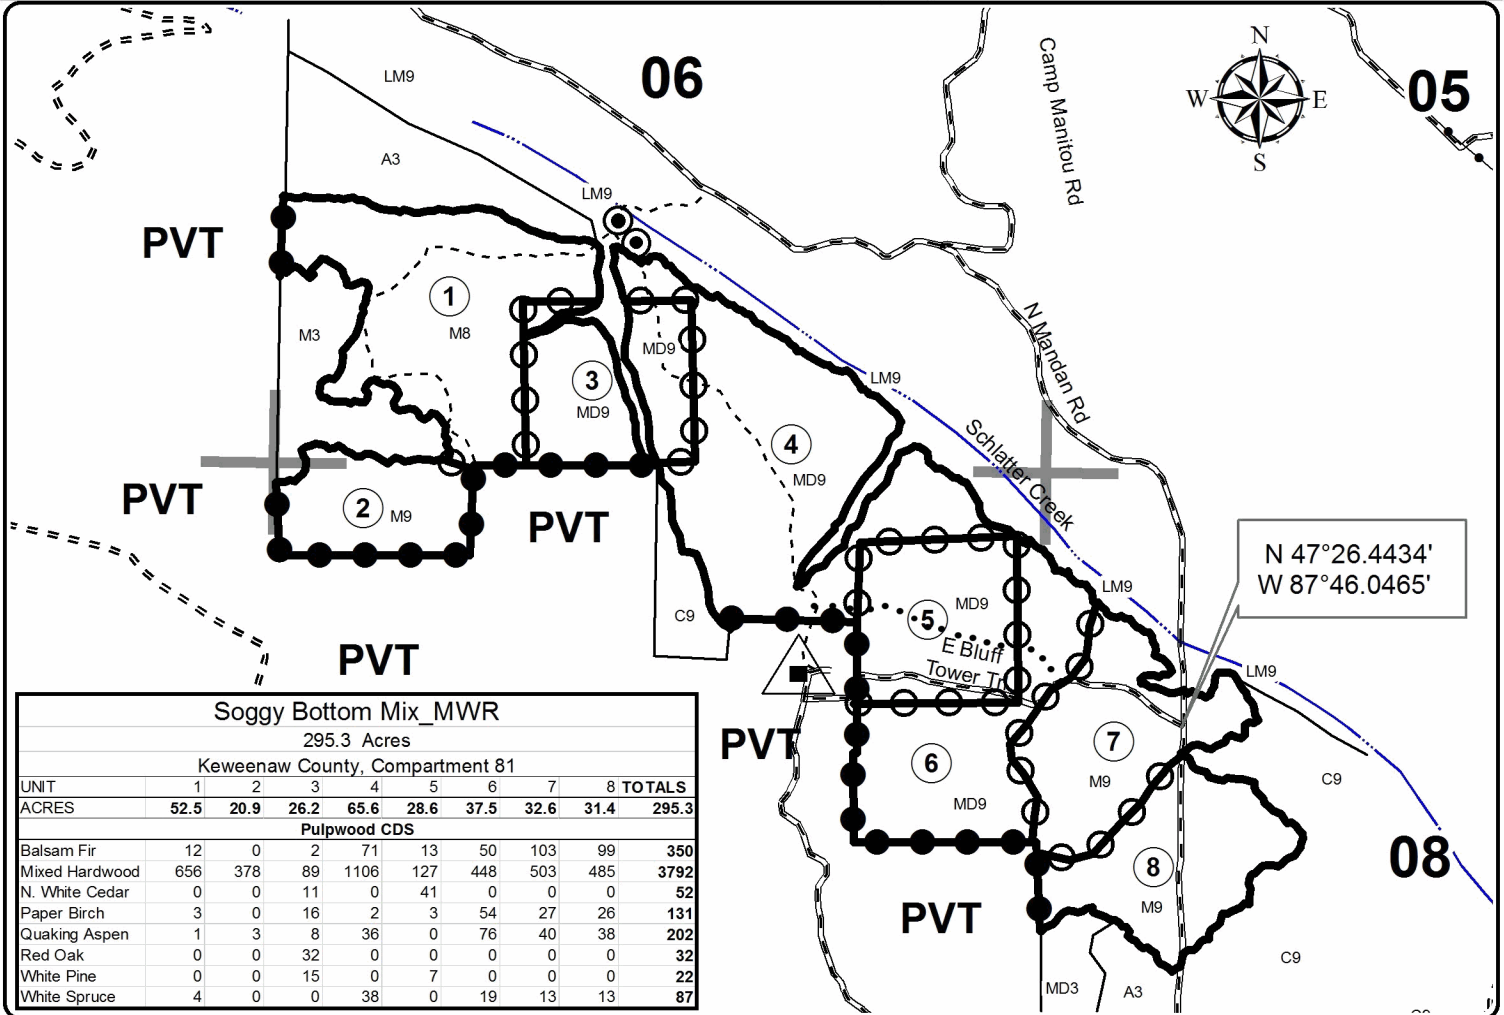 06
05
LM9
N
W E
S
Camp Manitou Rd
A3
LM9
PVT
1
M8
M3
MD9
3
MD9
N Mandan Rd
LM9
4
MD9
Schlatter Creek
PVT
2
M9
PVT
N 47°26.4434'
W 87°46.0465'
LM9
MD9
5
C9
E Bluff
Tower Tr
PVT
LM9
PVT
7
6
M9
MD9
C9
08
8
M9
PVT
C9
MD3
A3
Soggy Bottom Mix_MWR
295.3 Acres
Keweenaw County, Compartment 81
UNIT 1 2 3 4 5 6 7 8 TOTALS
ACRES 52.5 20.9 26.2 65.6 28.6 37.5 32.6 31.4 295.3
Pulpwood CDS
Balsam Fir 12 0 2 71 13 50 103 99 350
Mixed Hardwood 656 378 89 1106 127 448 503 485 3792
N. White Cedar 0 0 11 0 41 0 0 0 52
Paper Birch 3 0 16 2 3 54 27 26 131
Quaking Aspen 1 3 8 36 0 76 40 38 202
Red Oak 0 0 32 0 0 0 0 0 32
White Pine 0 0 15 0 7 0 0 0 22
White Spruce 4 0 0 38 0 19 13 13 87